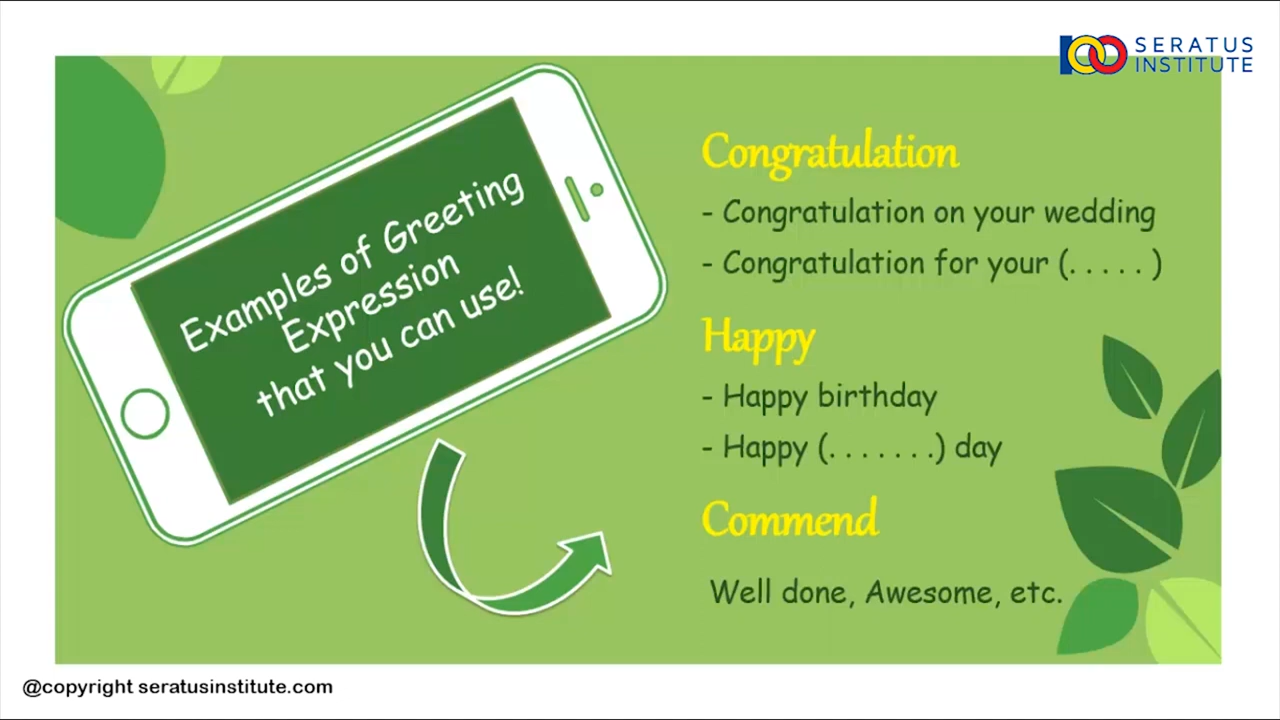 SERATUS
INSTITUTE
Examples of Greeting
Expression
that you can use!
Congratulation
- Congratulation on your wedding
- Congratulation for your (. . . . . )
Happy
- Happy birthday
- Happy (. . . . . . .) day
Commend
Well done, Awesome, etc.
@copyright seratusinstitute.com